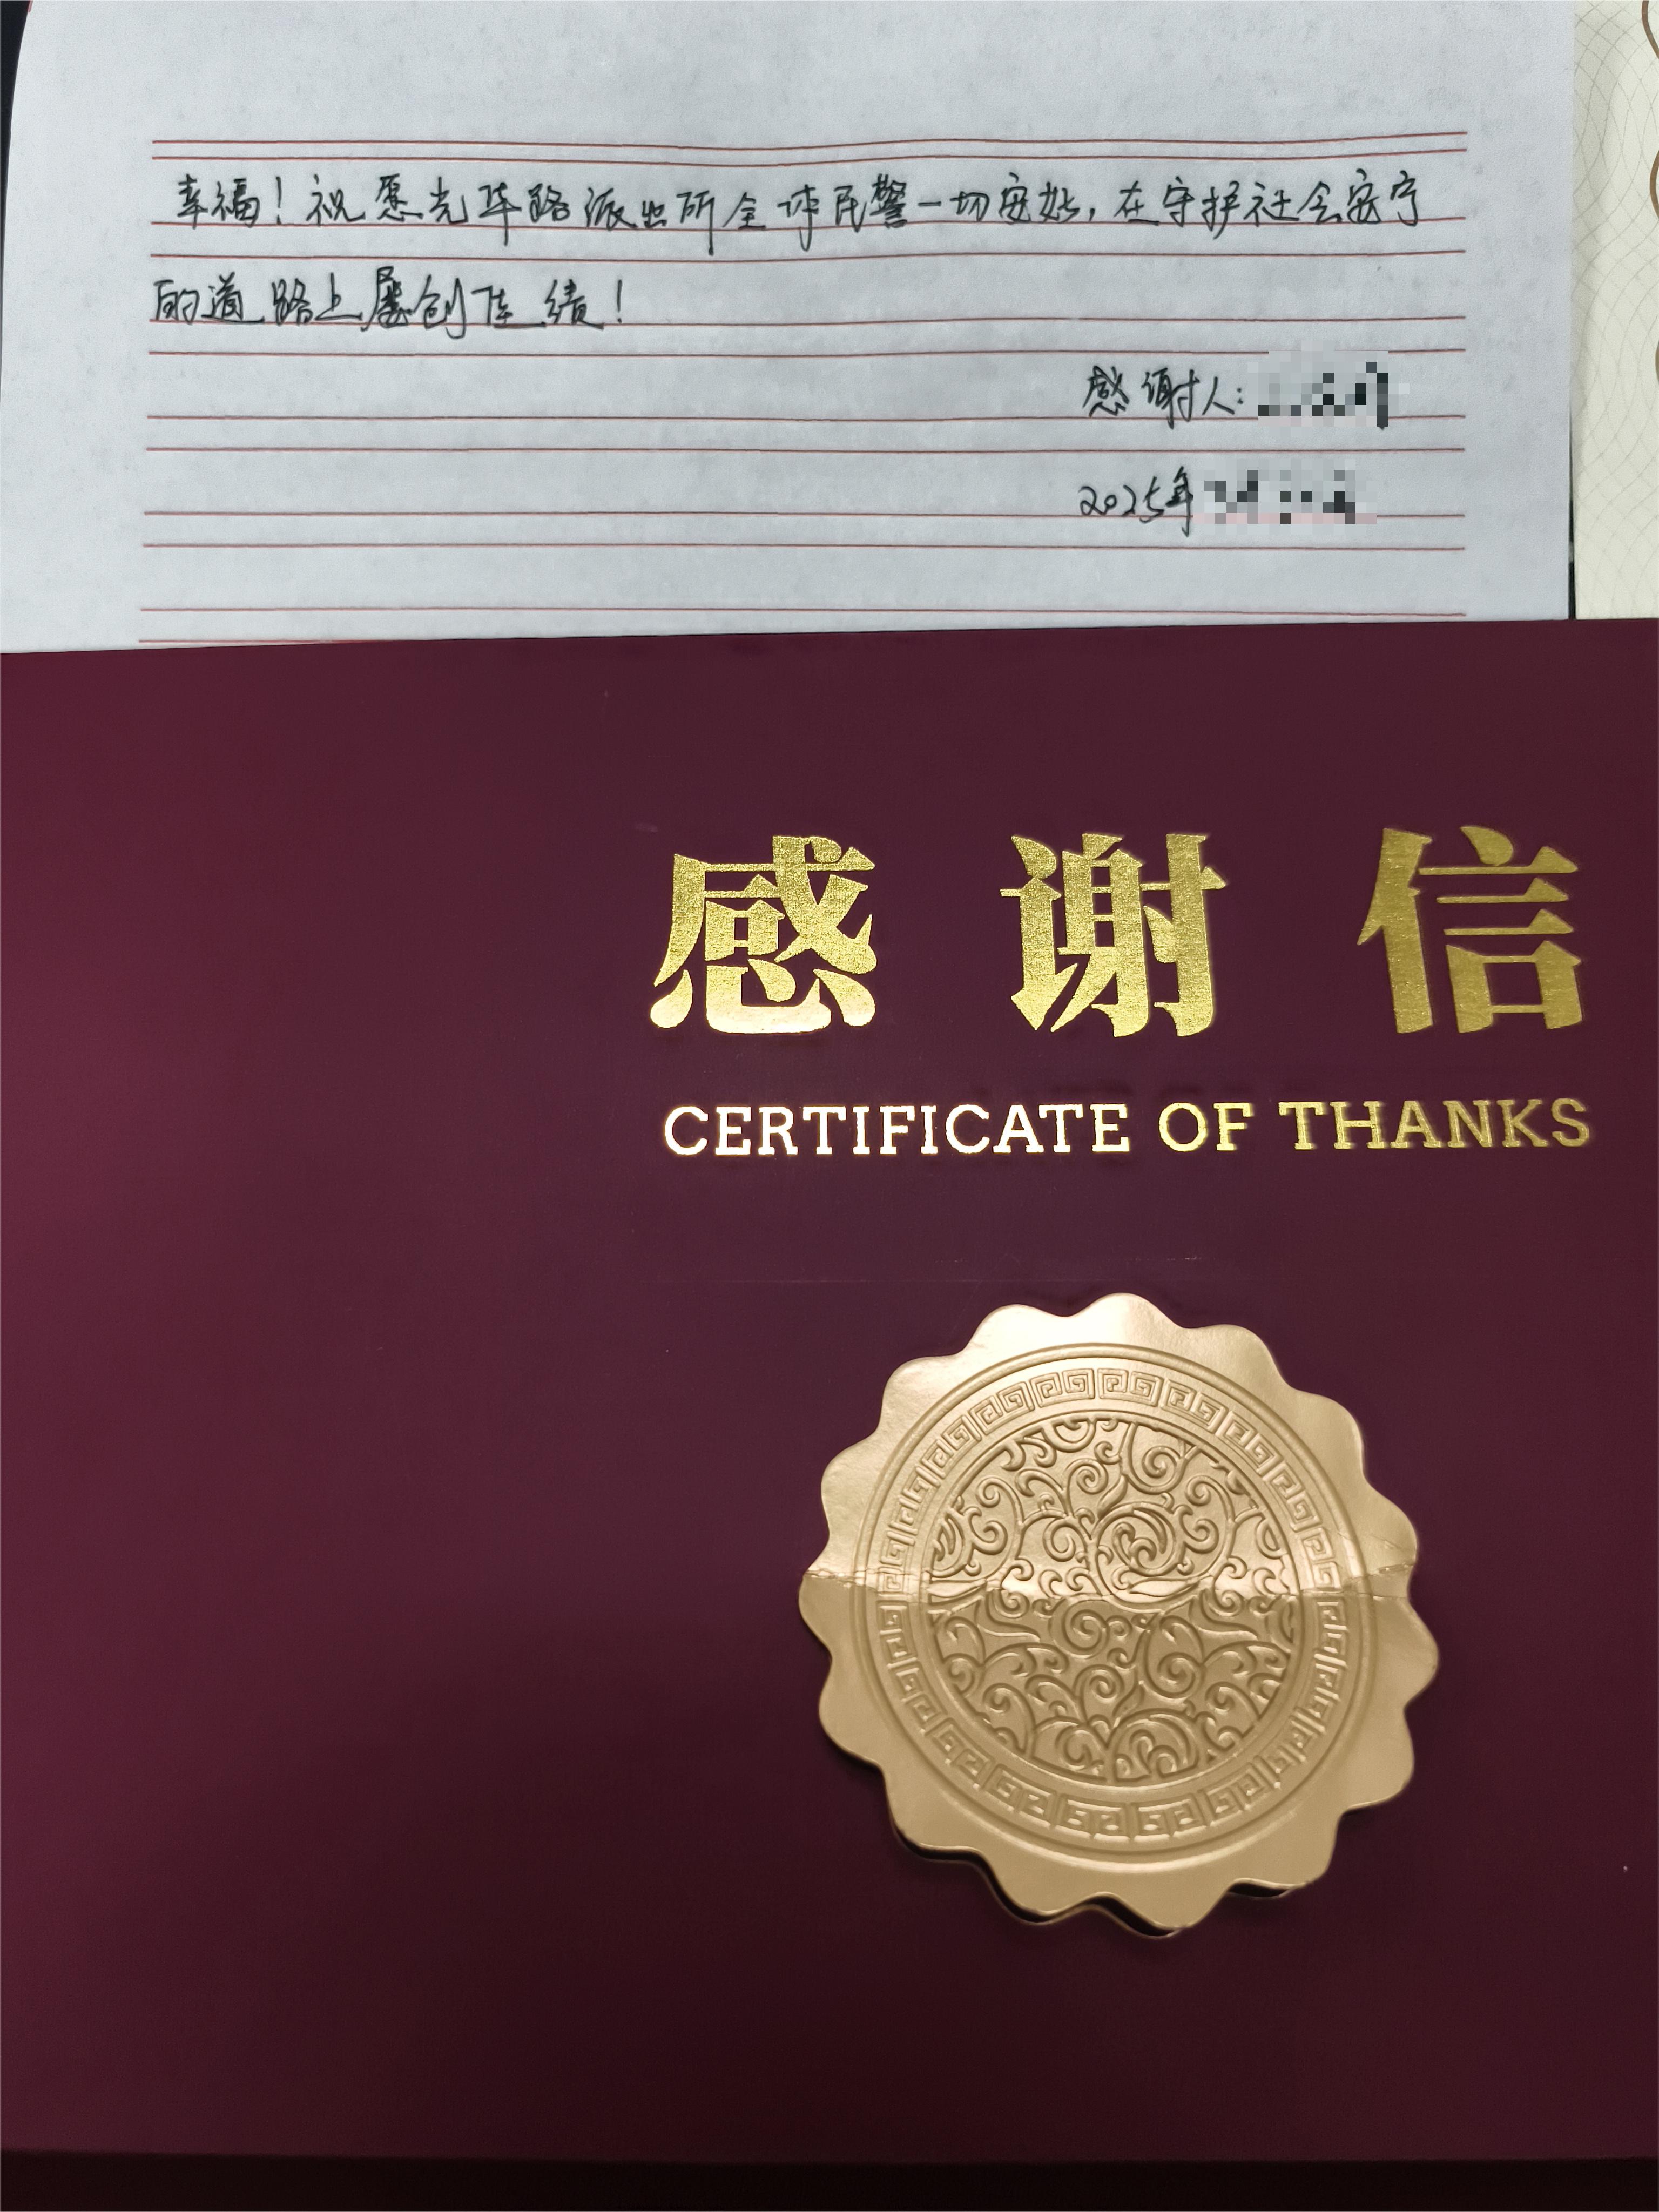 幸福！祝愿光华路派出所全体民警一切安好，在守护社会安宁
的道路上屡创佳绩！
感谢人：
2025年
感谢信
CERTIFICATE OF THANKS